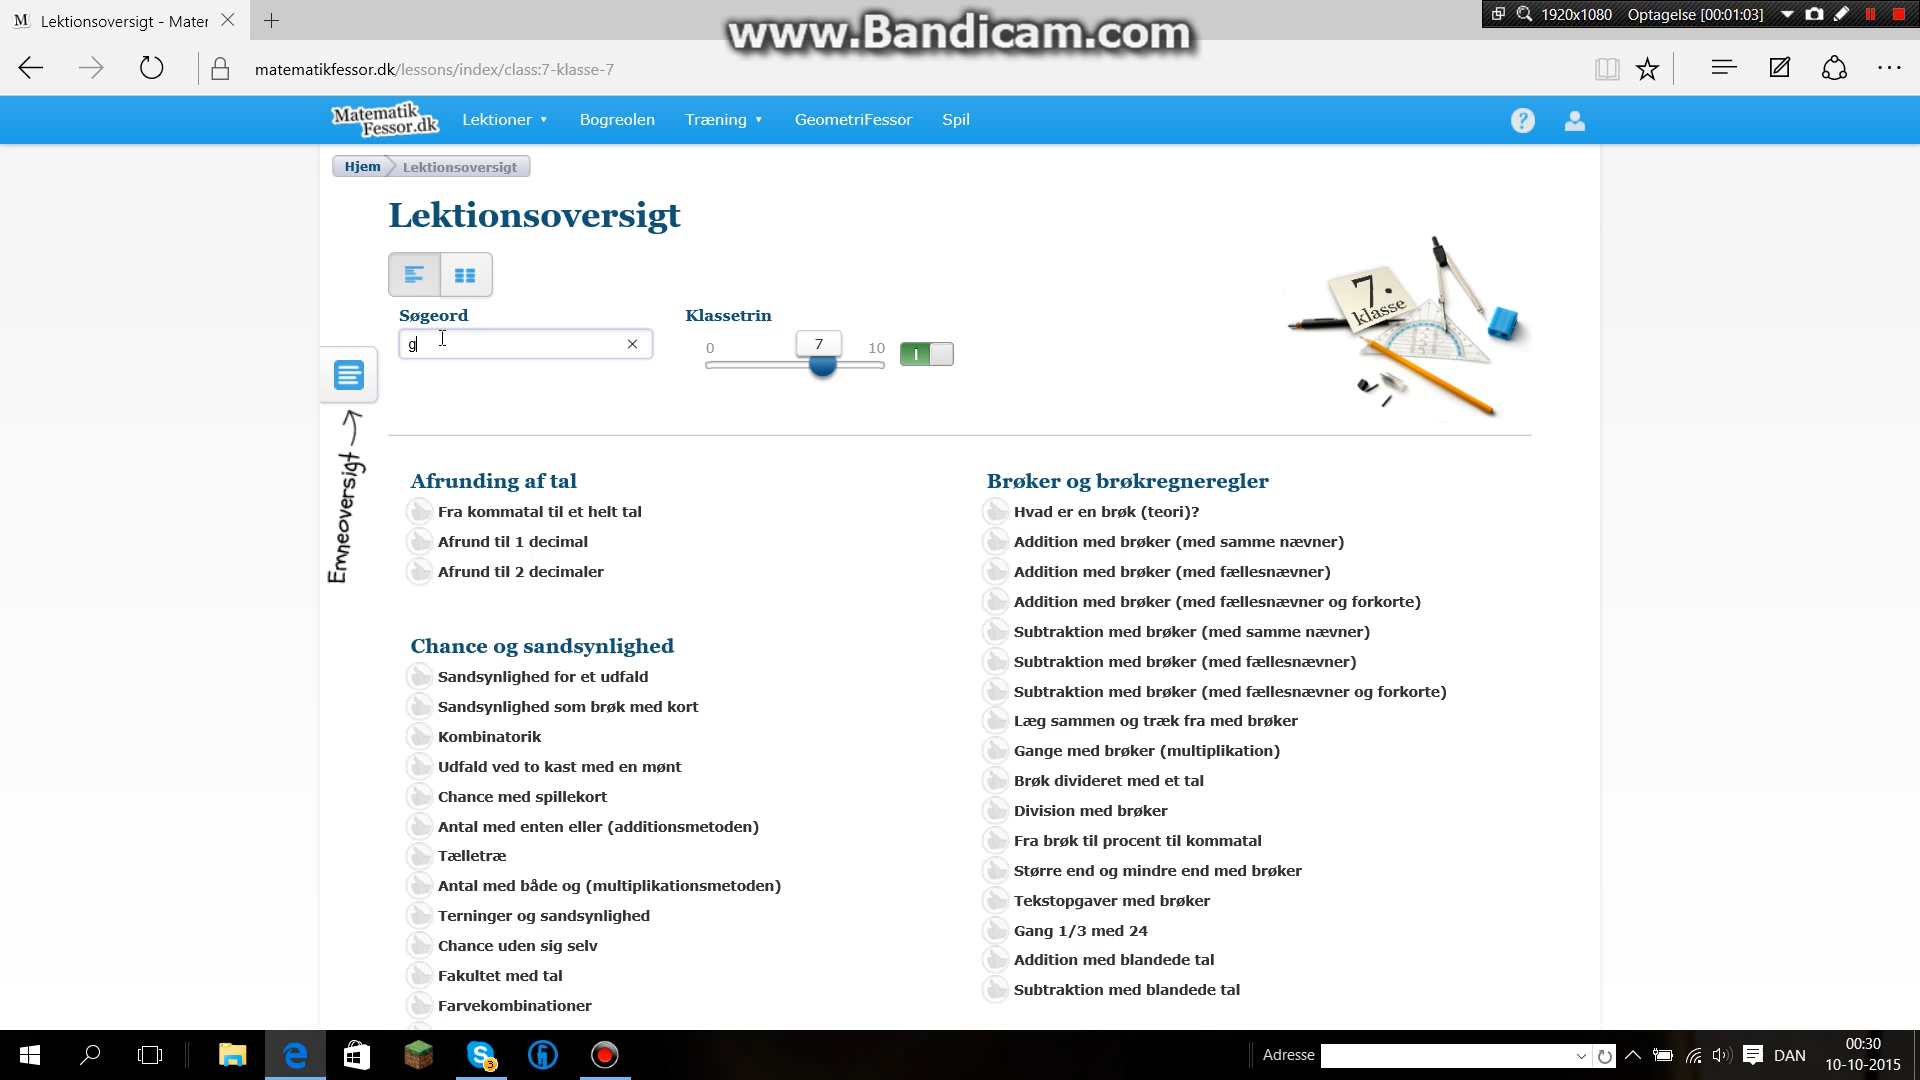 Lektionsoversigt - Mater
www.Bandicam.com
1920x1080 Optagelse [00:01:03]
matematikfessor.dk/lessons/index/class:7-klasse-7
Matematik
Fessor.dk
Lektioner Bogreolen Træning GeometriFessor Spil
?
Hjem Lektionsoversigt
Lektionsoversigt
Søgeord
g
Klassetrin
0 7 10
7.
klasse
Emneoversigt
Afrunding af tal
Fra kommatal til et helt tal
Afrund til 1 decimal
Afrund til 2 decimaler
Chance og sandsynlighed
Sandsynlighed for et udfald
Sandsynlighed som brøk med kort
Kombinatorik
Udfald ved to kast med en mønt
Chance med spillekort
Antal med enten eller (additionsmetoden)
Tælletræ
Antal med både og (multiplikationsmetoden)
Terninger og sandsynlighed
Chance uden sig selv
Fakultet med tal
Farvekombinationer
Brøker og brøkregneregler
Hvad er en brøk (teori)?
Addition med brøker (med samme nævner)
Addition med brøker (med fællesnævner)
Addition med brøker (med fællesnævner og forkorte)
Subtraktion med brøker (med samme nævner)
Subtraktion med brøker (med fællesnævner)
Subtraktion med brøker (med fællesnævner og forkorte)
Læg sammen og træk fra med brøker
Gange med brøker (multiplikation)
Brøk divideret med et tal
Division med brøker
Fra brøk til procent til kommatal
Større end og mindre end med brøker
Tekstopgaver med brøker
Gang 1/3 med 24
Addition med blandede tal
Subtraktion med blandede tal
3
Adresse
DAN
00:30
10-10-2015